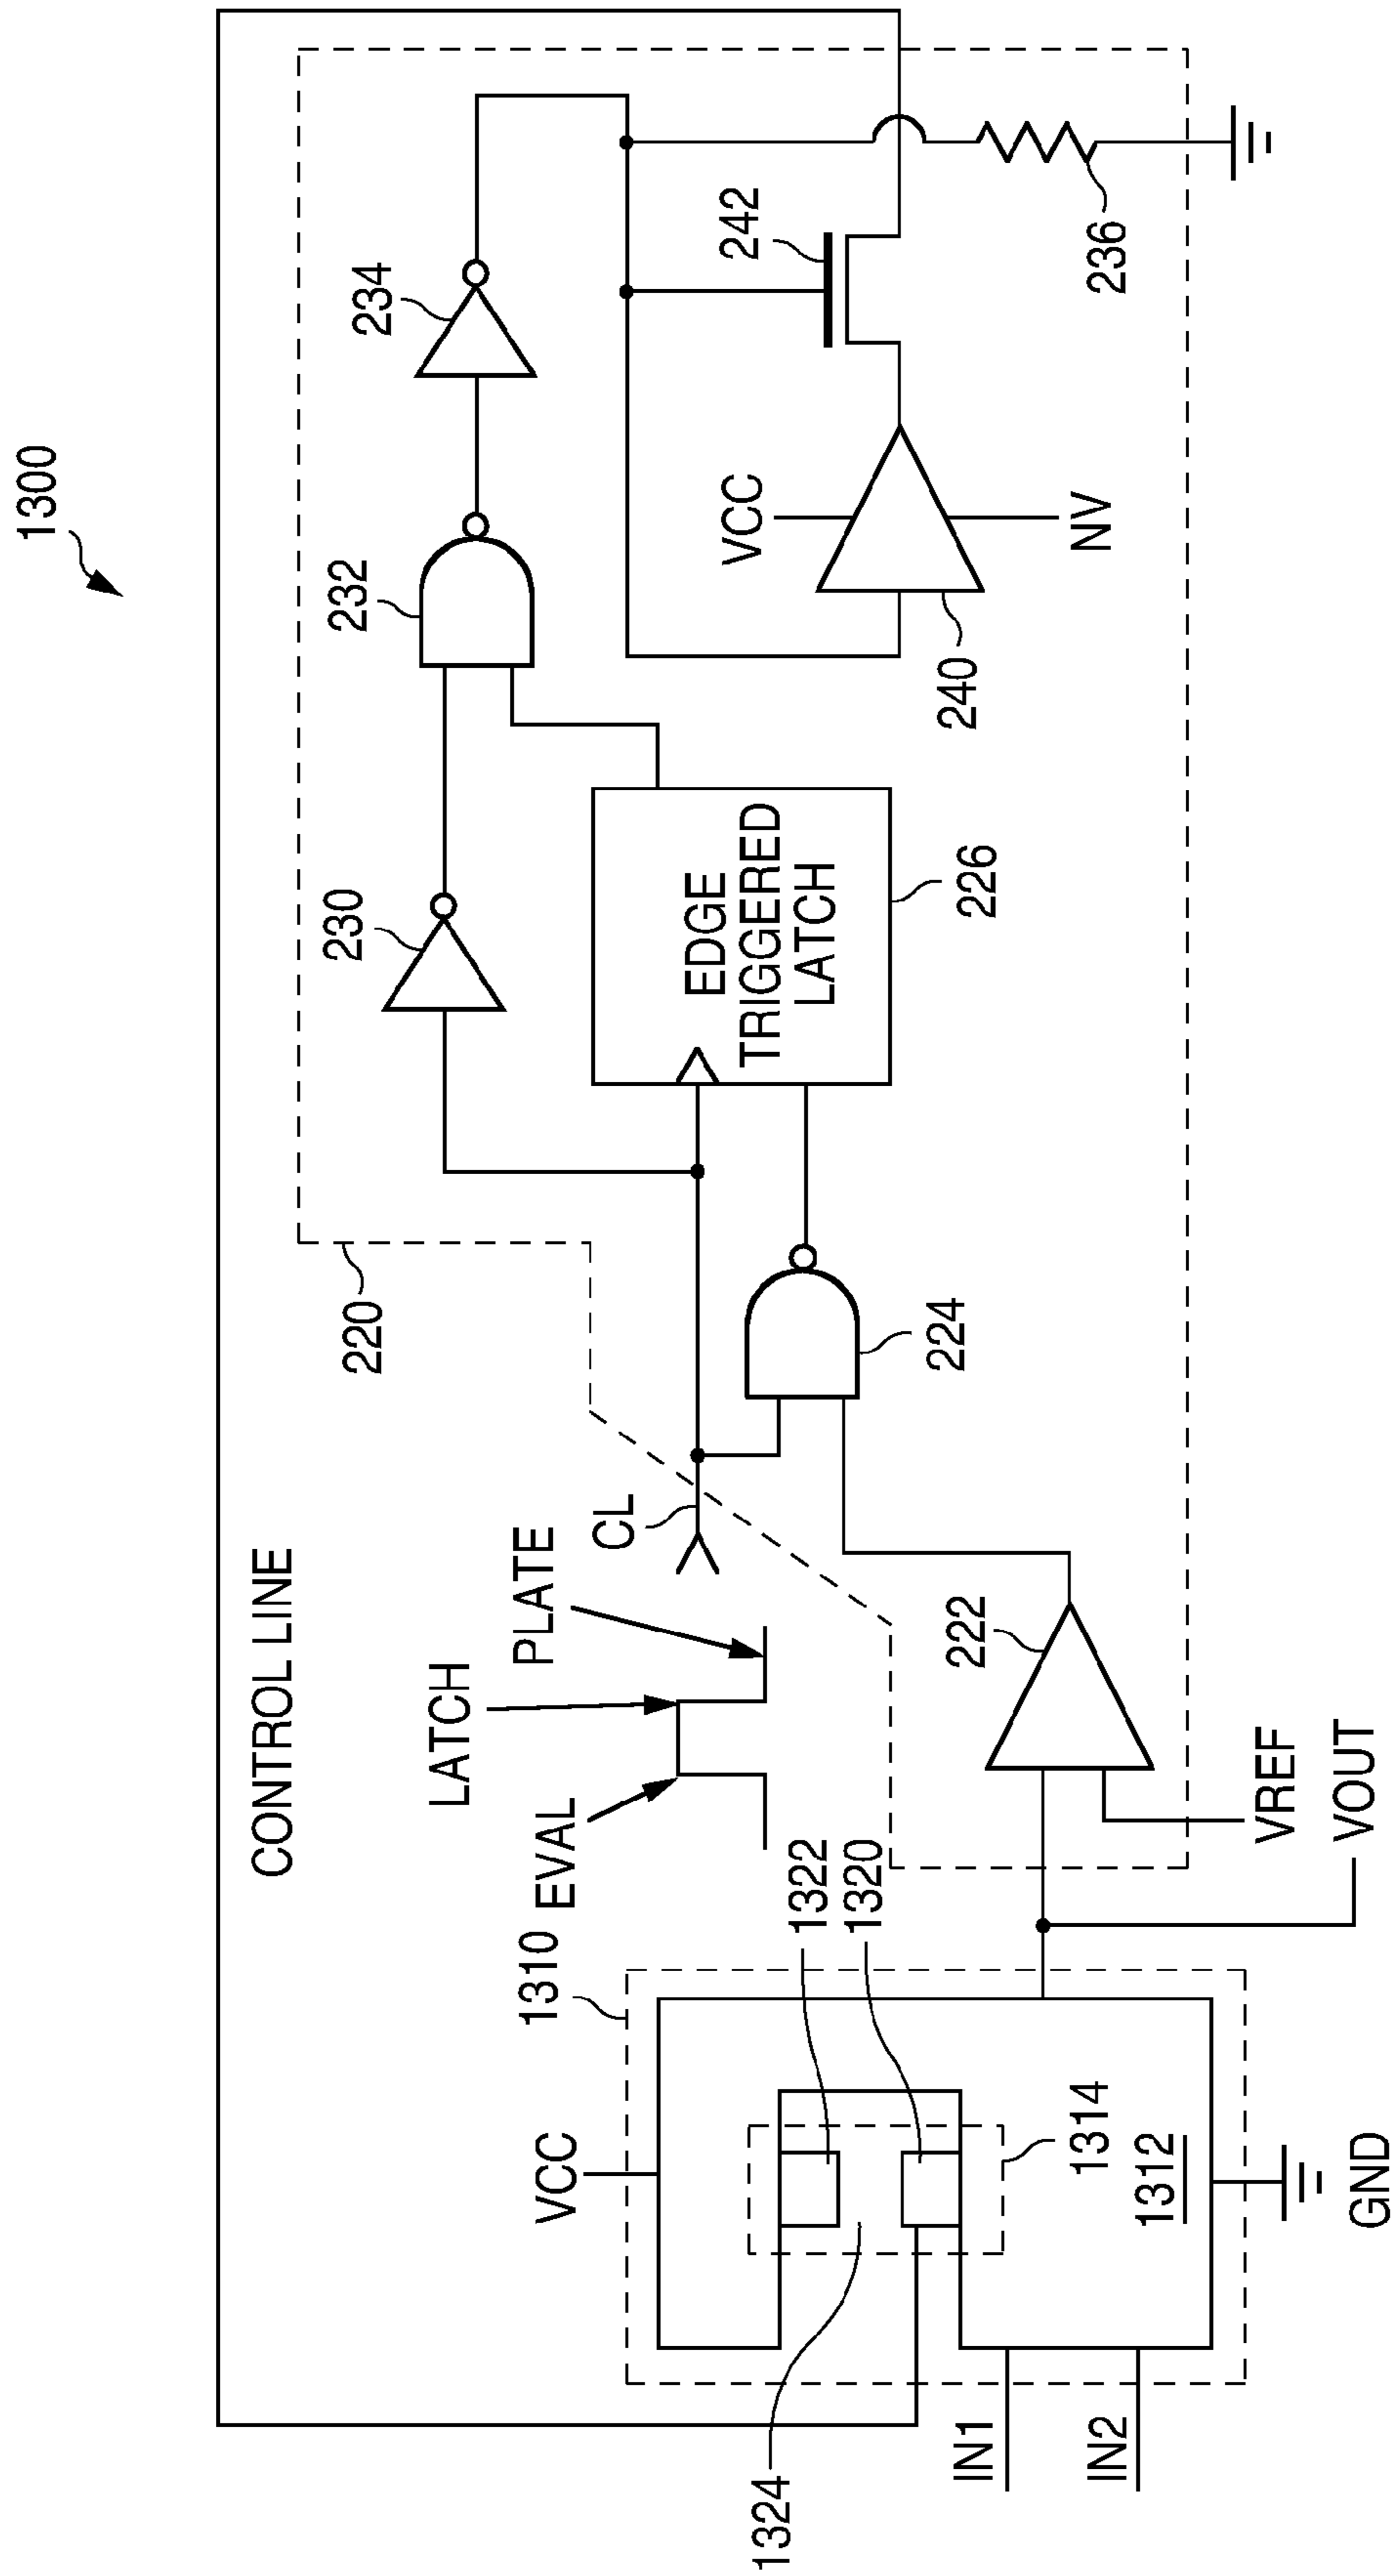 1300
CONTROL LINE
220
230
232
234
EVAL
LATCH
PLATE
CL
EDGE
TRIGGERED
LATCH
226
224
222
VREF
VOUT
VCC
NV
240
242
236
1310
VCC
1322
1320
1314
1312
1324
IN1
IN2
GND